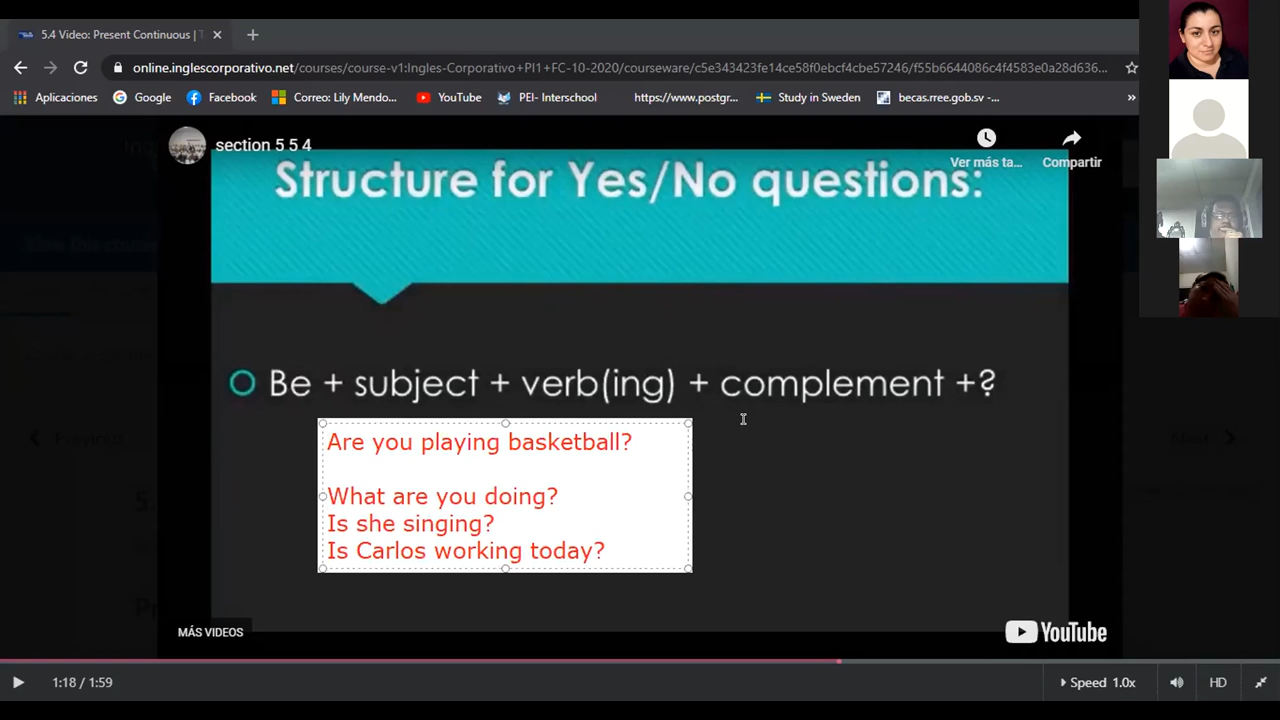 5.4 Video: Present Continuous |
online.inglescorporativo.net/courses/course-v1:Ingles-Corporativo+PI1+FC-10-2020/courseware/c5e343423fe14ce58f0ebcf4cbe57246/f55b6644086c4f4583e0a28d636...
Aplicaciones Google Facebook Correo: Lily Mendo... YouTube PEI- Interschool https://www.postgr... Study in Sweden becas.rree.gob.sv -... »
section 5 5 4
Ver más ta... Compartir
Structure for Yes/No questions:
Be + subject + verb(ing) + complement +?
Are you playing basketball?
What are you doing?
Is she singing?
Is Carlos working today?
MÁS VIDEOS
YouTube
1:18 / 1:59 Speed 1.0x HD